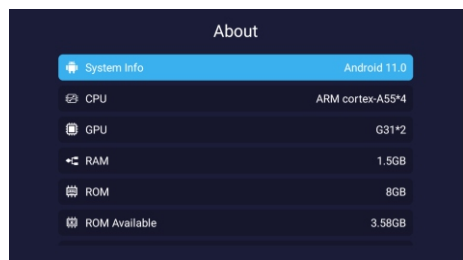 About
System Info Android 11.0
CPU ARM cortex-A55*4
GPU G31*2
RAM 1.5GB
ROM 8GB
ROM Available 3.58GB